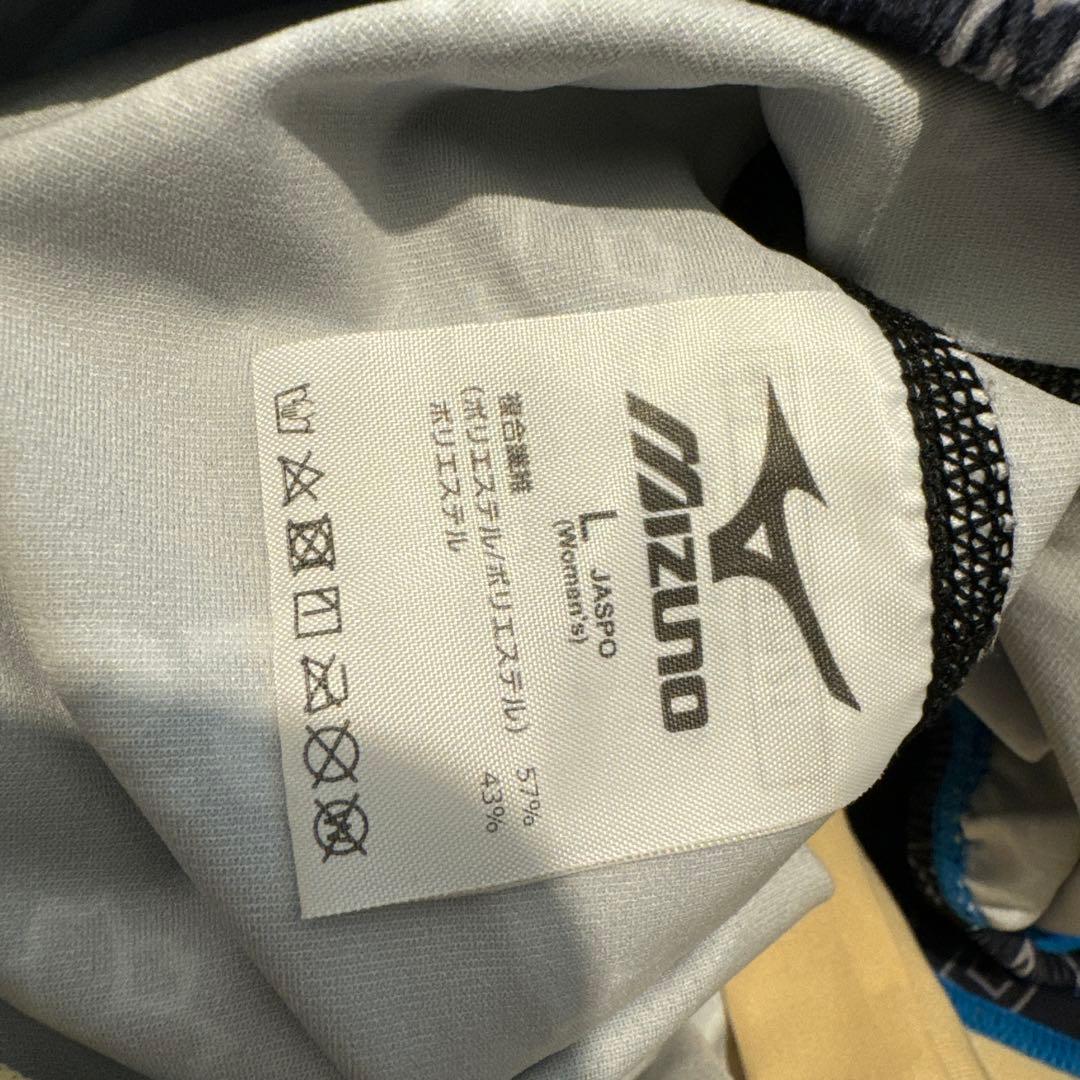 MIZUNO
L JASPO
(Woman's)
複合繊維
(ポリエステル/ポリエステル) 57%
ポリエステル 43%